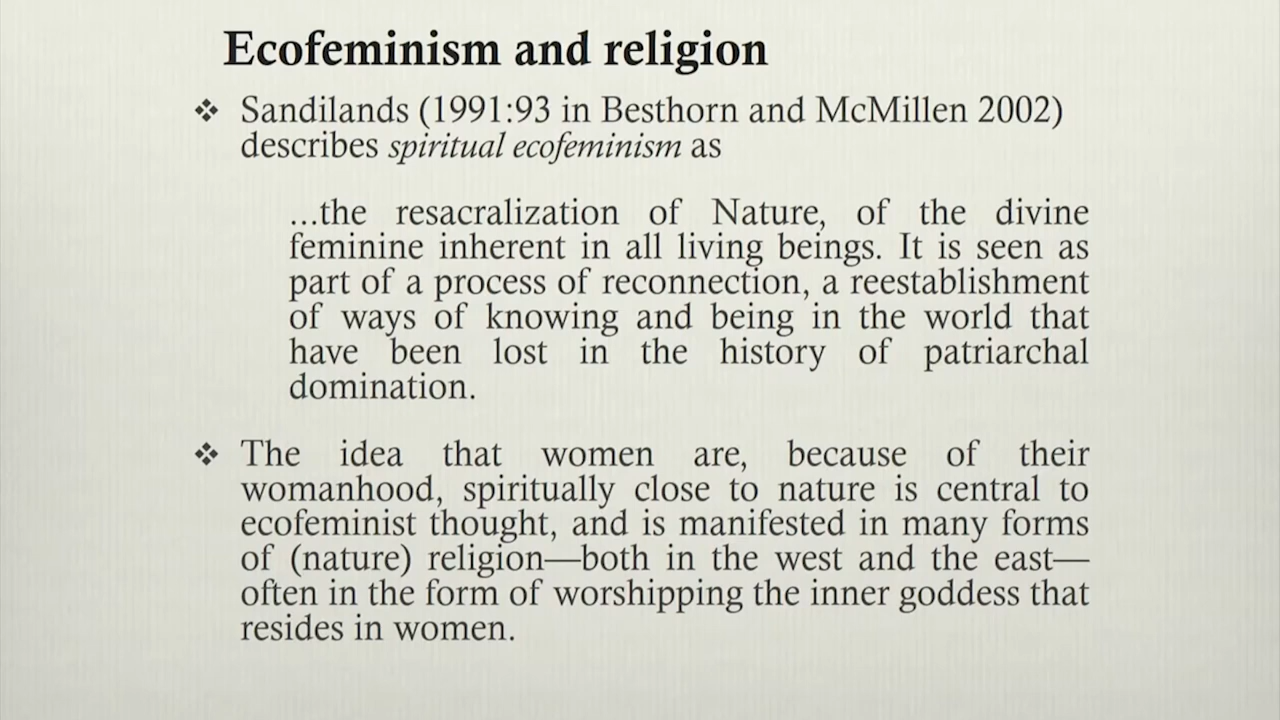 Ecofeminism and religion
❖ Sandilands (1991:93 in Besthorn and McMillen 2002)
describes spiritual ecofeminism as
...the resacralization of Nature, of the divine
feminine inherent in all living beings. It is seen as
part of a process of reconnection, a reestablishment
of ways of knowing and being in the world that
have been lost in the history of patriarchal
domination.
❖ The idea that women are, because of their
womanhood, spiritually close to nature is central to
ecofeminist thought, and is manifested in many forms
of (nature) religion—both in the west and the east—
often in the form of worshipping the inner goddess that
resides in women.